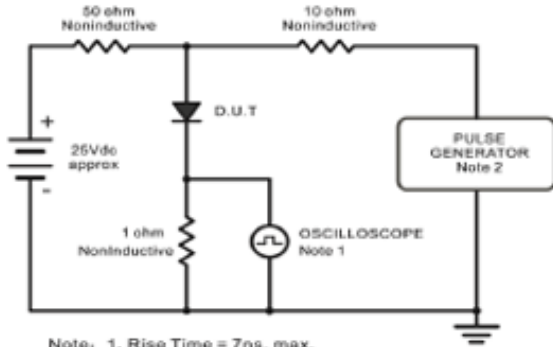 50 ohm
Noninductive
10 ohm
Noninductive
D.U.T
+
25Vdc
approx
-
PULSE
GENERATOR
Note 2
1 ohm
NonInductive
OSCILLOSCOPE
Note 1
Note: 1. Rise Time = 7ns. max.